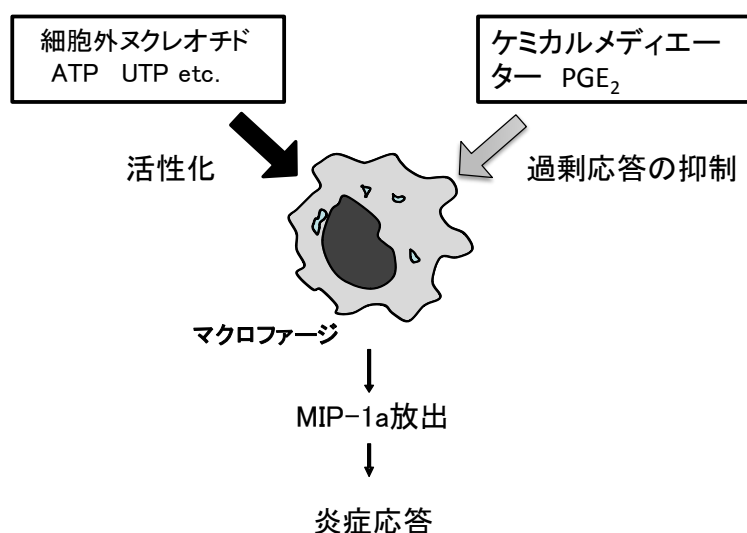 細胞外ヌクレオチド
ATP　UTP etc.
ケミカルメディエー
ター PGE₂
活性化
過剰応答の抑制
マクロファージ
MIP-1a放出
炎症応答